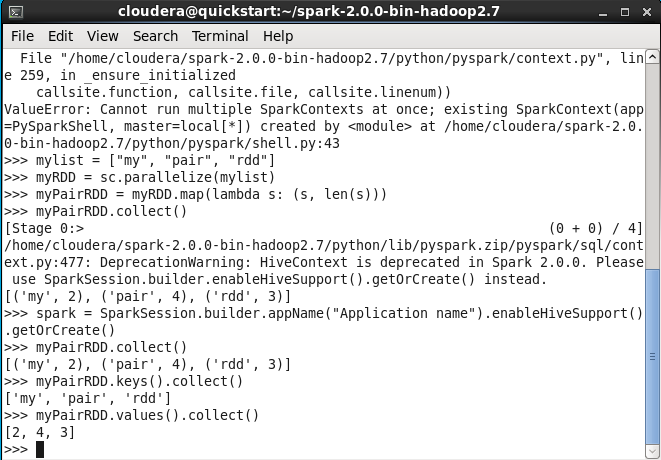 cloudera@quickstart:~/spark-2.0.0-bin-hadoop2.7
File Edit View Search Terminal Help
  File "/home/cloudera/spark-2.0.0-bin-hadoop2.7/python/pyspark/context.py", lin
e 259, in _ensure_initialized
    callsite.function, callsite.file, callsite.linenum))
ValueError: Cannot run multiple SparkContexts at once; existing SparkContext(app
=PySparkShell, master=local[*]) created by <module> at /home/cloudera/spark-2.0.
0-bin-hadoop2.7/python/pyspark/shell.py:43
>>> mylist = ["my", "pair", "rdd"]
>>> myRDD = sc.parallelize(mylist)
>>> myPairRDD = myRDD.map(lambda s: (s, len(s)))
>>> myPairRDD.collect()
[Stage 0:>                                                          (0 + 0) / 4]
/home/cloudera/spark-2.0.0-bin-hadoop2.7/python/lib/pyspark.zip/pyspark/sql/cont
ext.py:477: DeprecationWarning: HiveContext is deprecated in Spark 2.0.0. Please
 use SparkSession.builder.enableHiveSupport().getOrCreate() instead.
[('my', 2), ('pair', 4), ('rdd', 3)]
>>> spark = SparkSession.builder.appName("Application name").enableHiveSupport()
.getOrCreate()
>>> myPairRDD.collect()
[('my', 2), ('pair', 4), ('rdd', 3)]
>>> myPairRDD.keys().collect()
['my', 'pair', 'rdd']
>>> myPairRDD.values().collect()
[2, 4, 3]
>>>